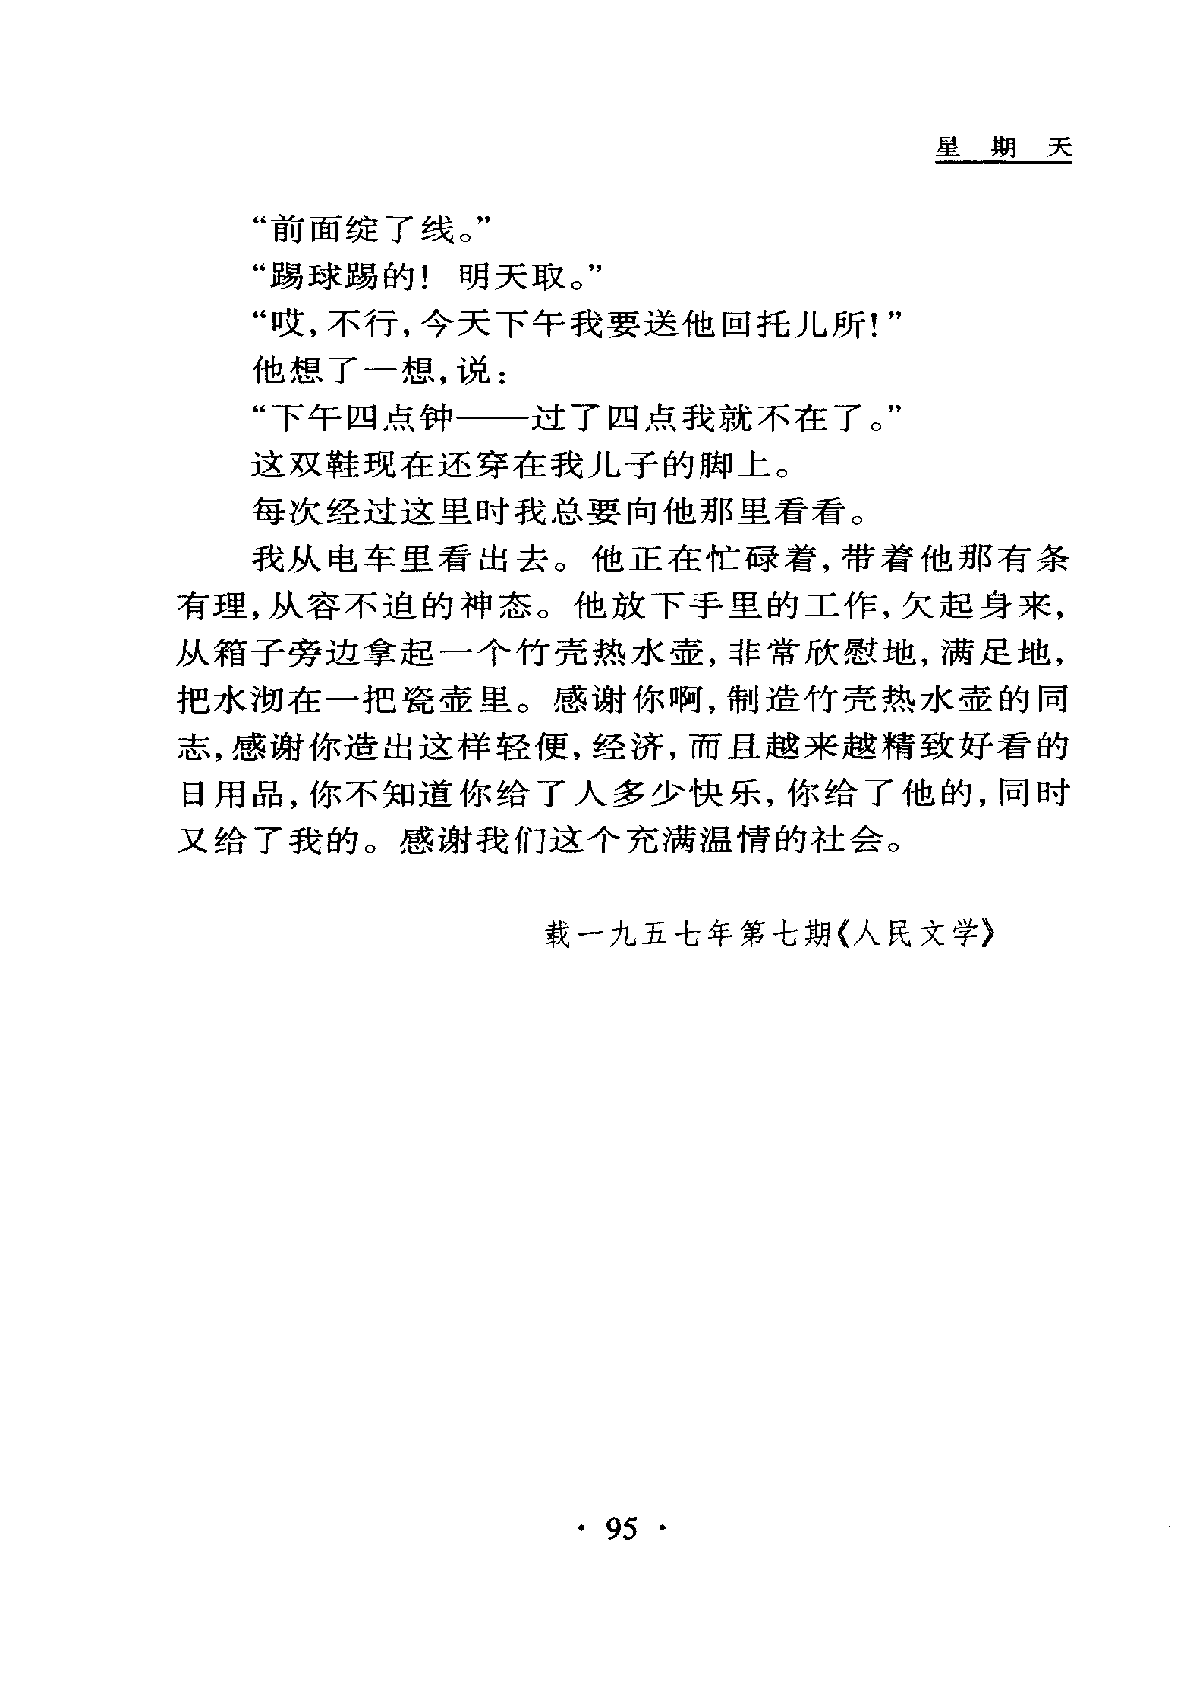 星 期 天
“前面绽了线。”
“踢球踢的! 明天取。”
“哎,不行,今天下午我要送他回托儿所!”
他想了一想,说:
“下午四点钟——过了四点我就不在了。”
这双鞋现在还穿在我儿子的脚上。
每次经过这里时我总要向他那里看看。
我从电车里看出去。他正在忙碌着,带着他那有条
有理,从容不迫的神态。他放下手里的工作,欠起身来,
从箱子旁边拿起一个竹壳热水壶,非常欣慰地,满足地,
把水沏在一把瓷壶里。感谢你啊,制造竹壳热水壶的同
志,感谢你造出这样轻便,经济,而且越来越精致好看的
日用品,你不知道你给了人多少快乐,你给了他的,同时
又给了我的。感谢我们这个充满温情的社会。
载一九五七年第七期《人民文学》
· 95 ·